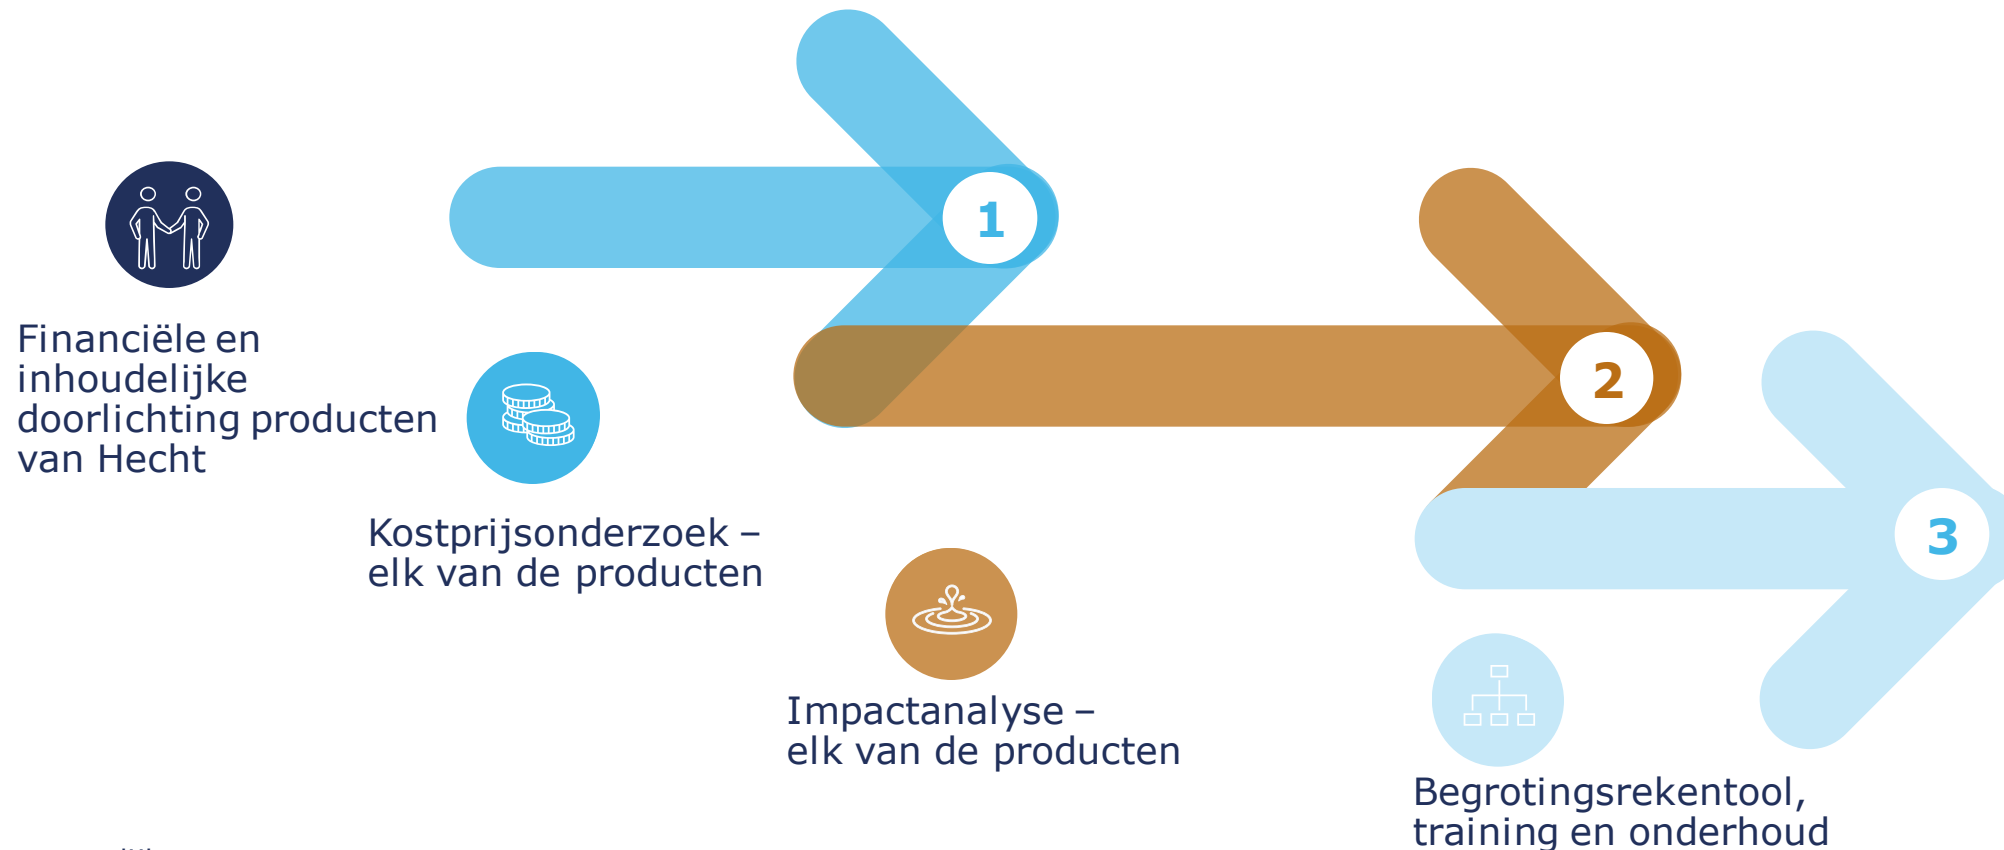 1
Financiële en
inhoudelijke
doorlichting producten
van Hecht
2
Kostprijsonderzoek –
elk van de producten
3
Impactanalyse –
elk van de producten
Begrotingsrekentool,
training en onderhoud